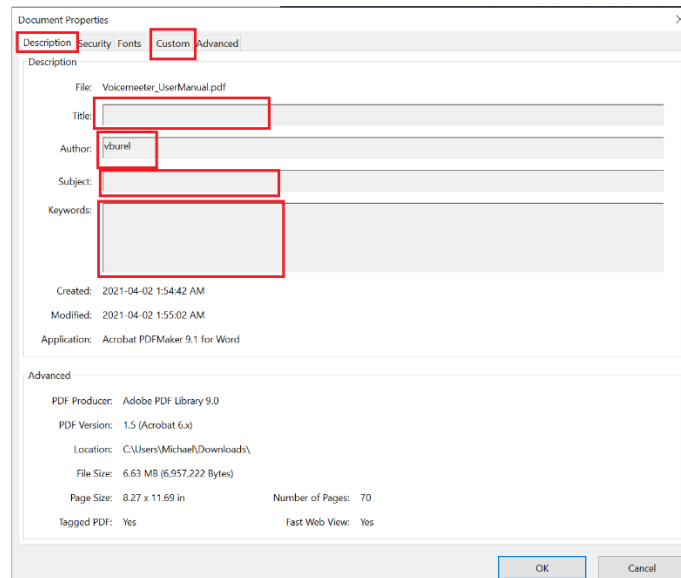 Document Properties
Description Security Fonts Custom Advanced
Description
File: Voicemeeter_UserManual.pdf
Title:
Author: vburel
Subject:
Keywords:
Created: 2021-04-02 1:54:42 AM
Modified: 2021-04-02 1:55:02 AM
Application: Acrobat PDFMaker 9.1 for Word
Advanced
PDF Producer: Adobe PDF Library 9.0
PDF Version: 1.5 (Acrobat 6.x)
Location: C:\Users\Michael\Downloads\
File Size: 6.63 MB (6,957,222 Bytes)
Page Size: 8.27 x 11.69 in Number of Pages: 70
Tagged PDF: Yes Fast Web View: Yes
OK Cancel